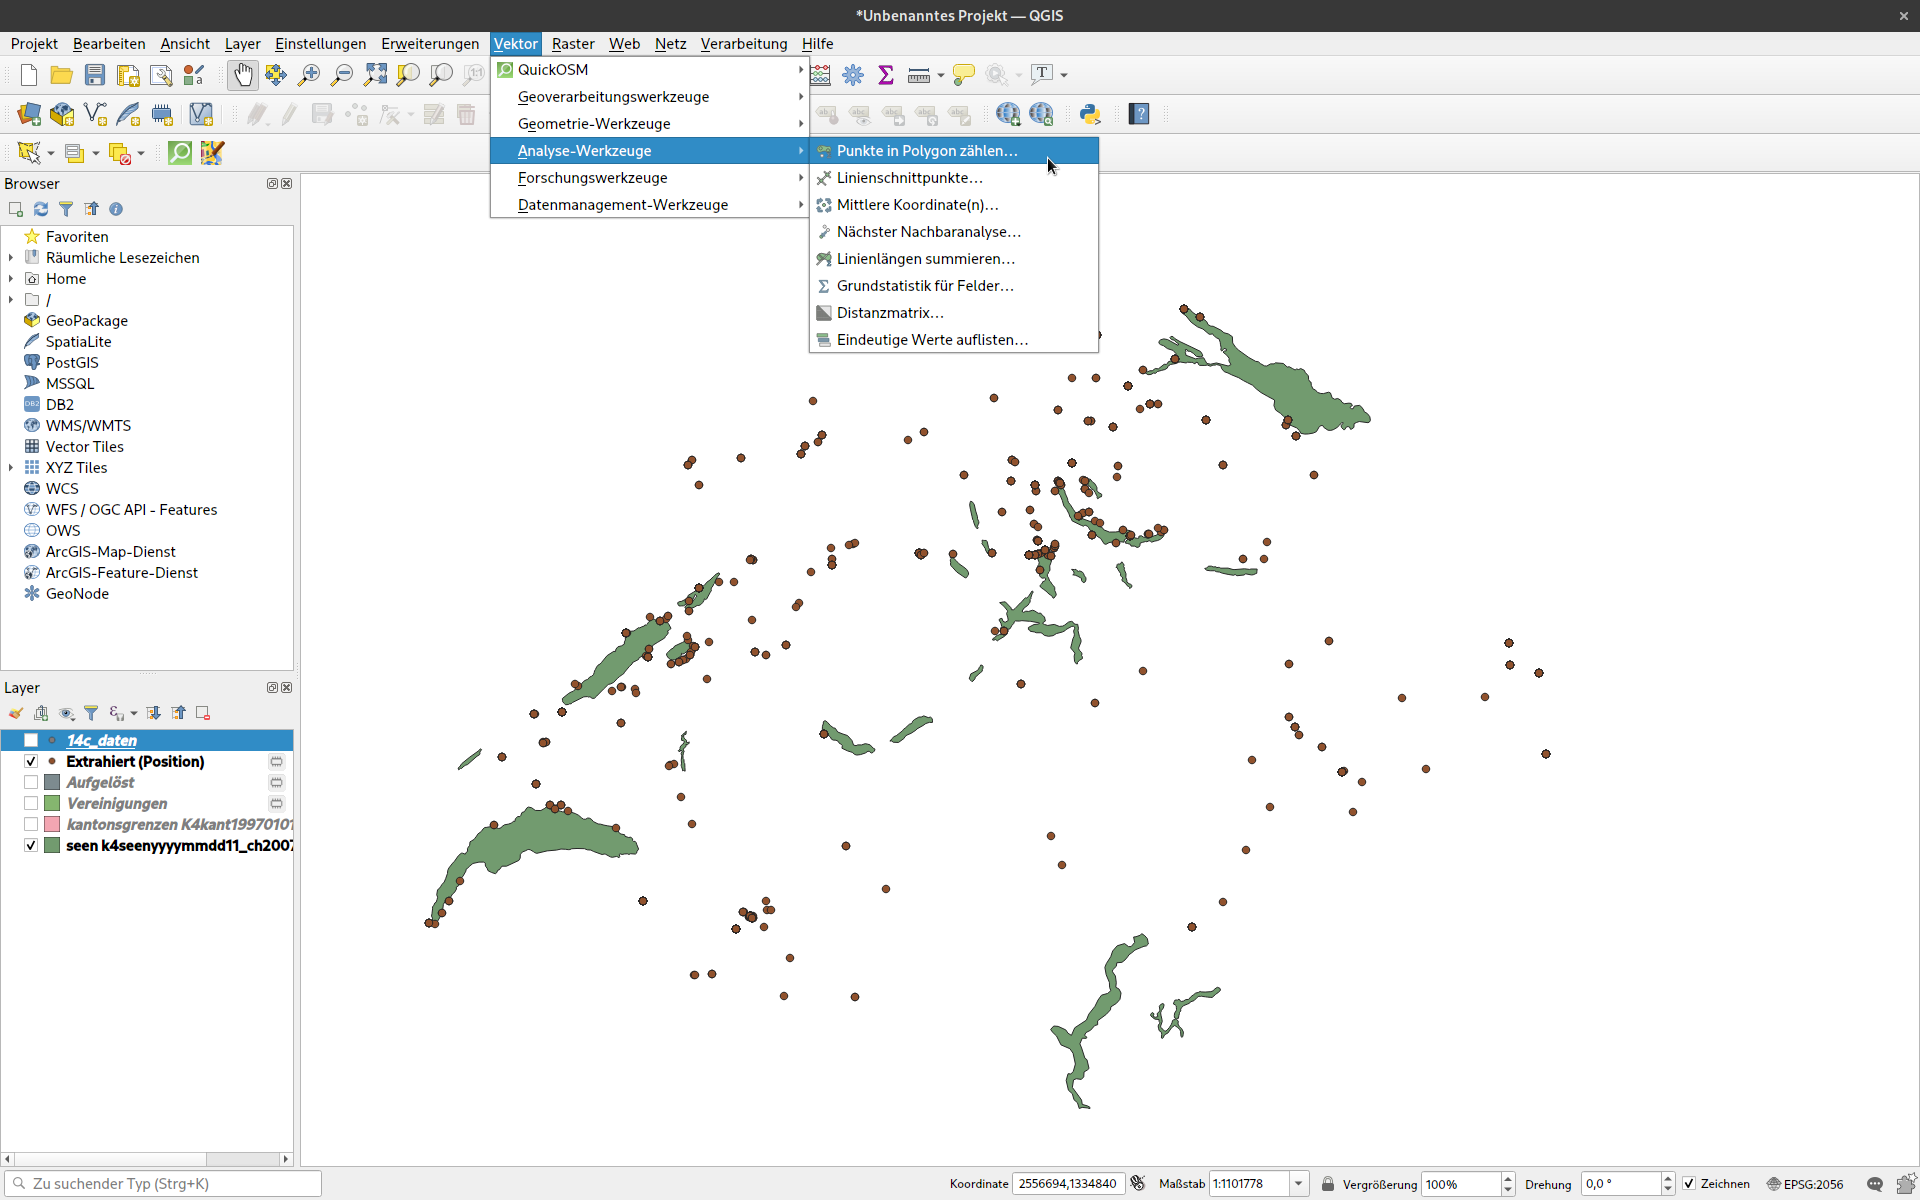 *Unbenanntes Projekt — QGIS
Projekt Bearbeiten Ansicht Layer Einstellungen Erweiterungen Vektor Raster Web Netz Verarbeitung Hilfe
QuickOSM
Geoverarbeitungswerkzeuge
Geometrie-Werkzeuge
Analyse-Werkzeuge
Forschungswerkzeuge
Datenmanagement-Werkzeuge
Punkte in Polygon zählen…
Linienschnittpunkte…
Mittlere Koordinate(n)…
Nächster Nachbaranalyse…
Linienlängen summieren…
Grundstatistik für Felder…
Distanzmatrix…
Eindeutige Werte auflisten…
Browser
Favoriten
Räumliche Lesezeichen
Home
/
GeoPackage
SpatiaLite
PostGIS
MSSQL
DB2
WMS/WMTS
Vector Tiles
XYZ Tiles
WCS
WFS / OGC API - Features
OWS
ArcGIS-Map-Dienst
ArcGIS-Feature-Dienst
GeoNode
Layer
14c_daten
Extrahiert (Position)
Aufgelöst
Vereinigungen
kantonsgrenzen K4kant19970101
seen k4seenyyyymmdd11_ch2007
Zu suchender Typ (Strg+K)
Koordinate 2556694,1334840 Maßstab 1:1101778 Vergrößerung 100% Drehung 0,0 ° Zeichnen EPSG:2056